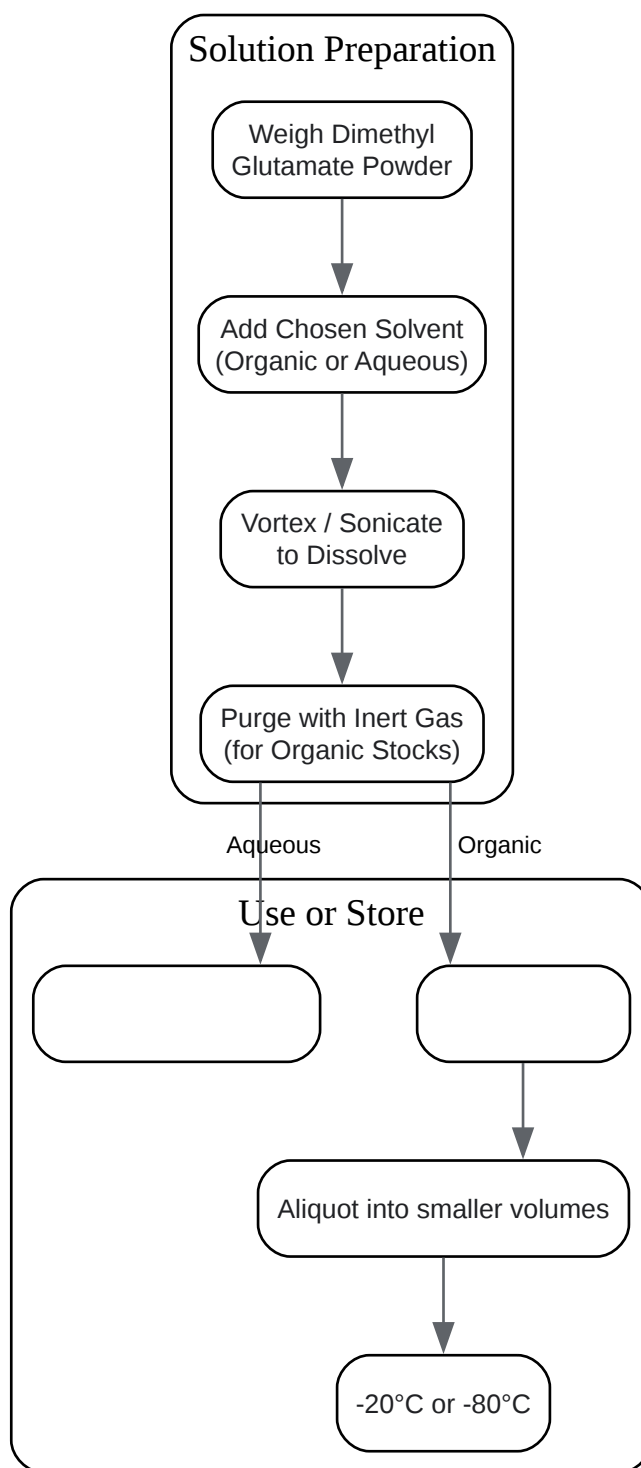 Solution Preparation
Weigh Dimethyl
Glutamate Powder
Add Chosen Solvent
(Organic or Aqueous)
Vortex / Sonicate
to Dissolve
Purge with Inert Gas
(for Organic Stocks)
Aqueous
Organic
Use or Store
Aliquot into smaller volumes
-20°C or -80°C